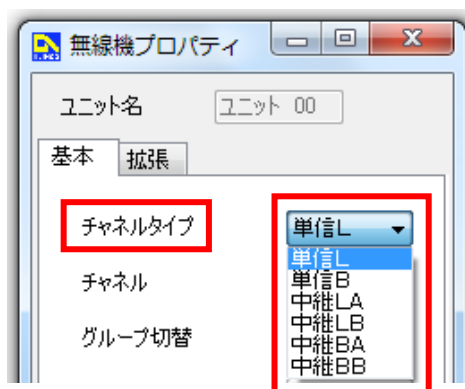 無線機プロパティ
ユニット名 ユニット 00
基本 拡張
チャネルタイプ 単信L
単信L
チャネル 単信B
中継LA
グループ切替 中継LB
中継BA
中継BB